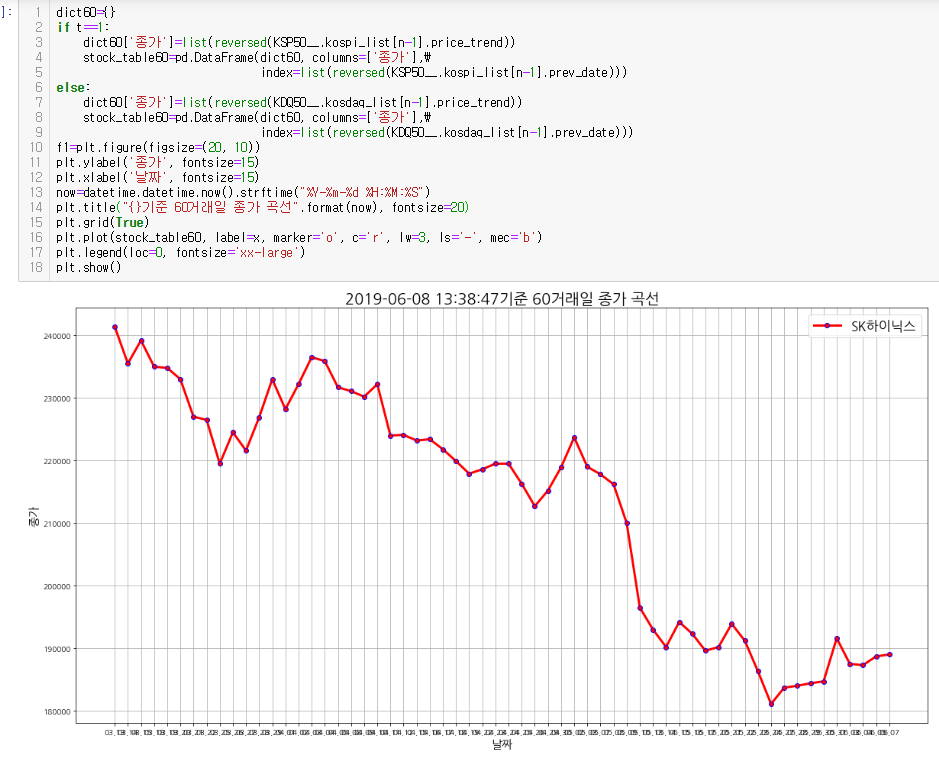 ]:
1 dict60={}
2 if t==1:
3 dict60['종가']=list(reversed(KSP50__.kospi_list[n-1].price_trend))
4 stock_table60=pd.DataFrame(dict60, columns=['종가'],₩
5 index=list(reversed(KSP50__.kospi_list[n-1].prev_date)))
6 else:
7 dict60['종가']=list(reversed(KDQ50__.kosdaq_list[n-1].price_trend))
8 stock_table60=pd.DataFrame(dict60, columns=['종가'],₩
9 index=list(reversed(KDQ50__.kosdaq_list[n-1].prev_date)))
10 f1=plt.figure(figsize=(20, 10))
11 plt.ylabel('종가', fontsize=15)
12 plt.xlabel('날짜', fontsize=15)
13 now=datetime.datetime.now().strftime("%Y-%m-%d %H:%M:%S")
14 plt.title("{}기준 60거래일 종가 곡선".format(now), fontsize=20)
15 plt.grid(True)
16 plt.plot(stock_table60, label=x, marker='o', c='r', lw=3, ls='-', mec='b')
17 plt.legend(loc=0, fontsize='xx-large')
18 plt.show()
2019-06-08 13:38:47기준 60거래일 종가 곡선
SK하이닉스
240000
230000
220000
210000
200000
190000
180000
종가
날짜